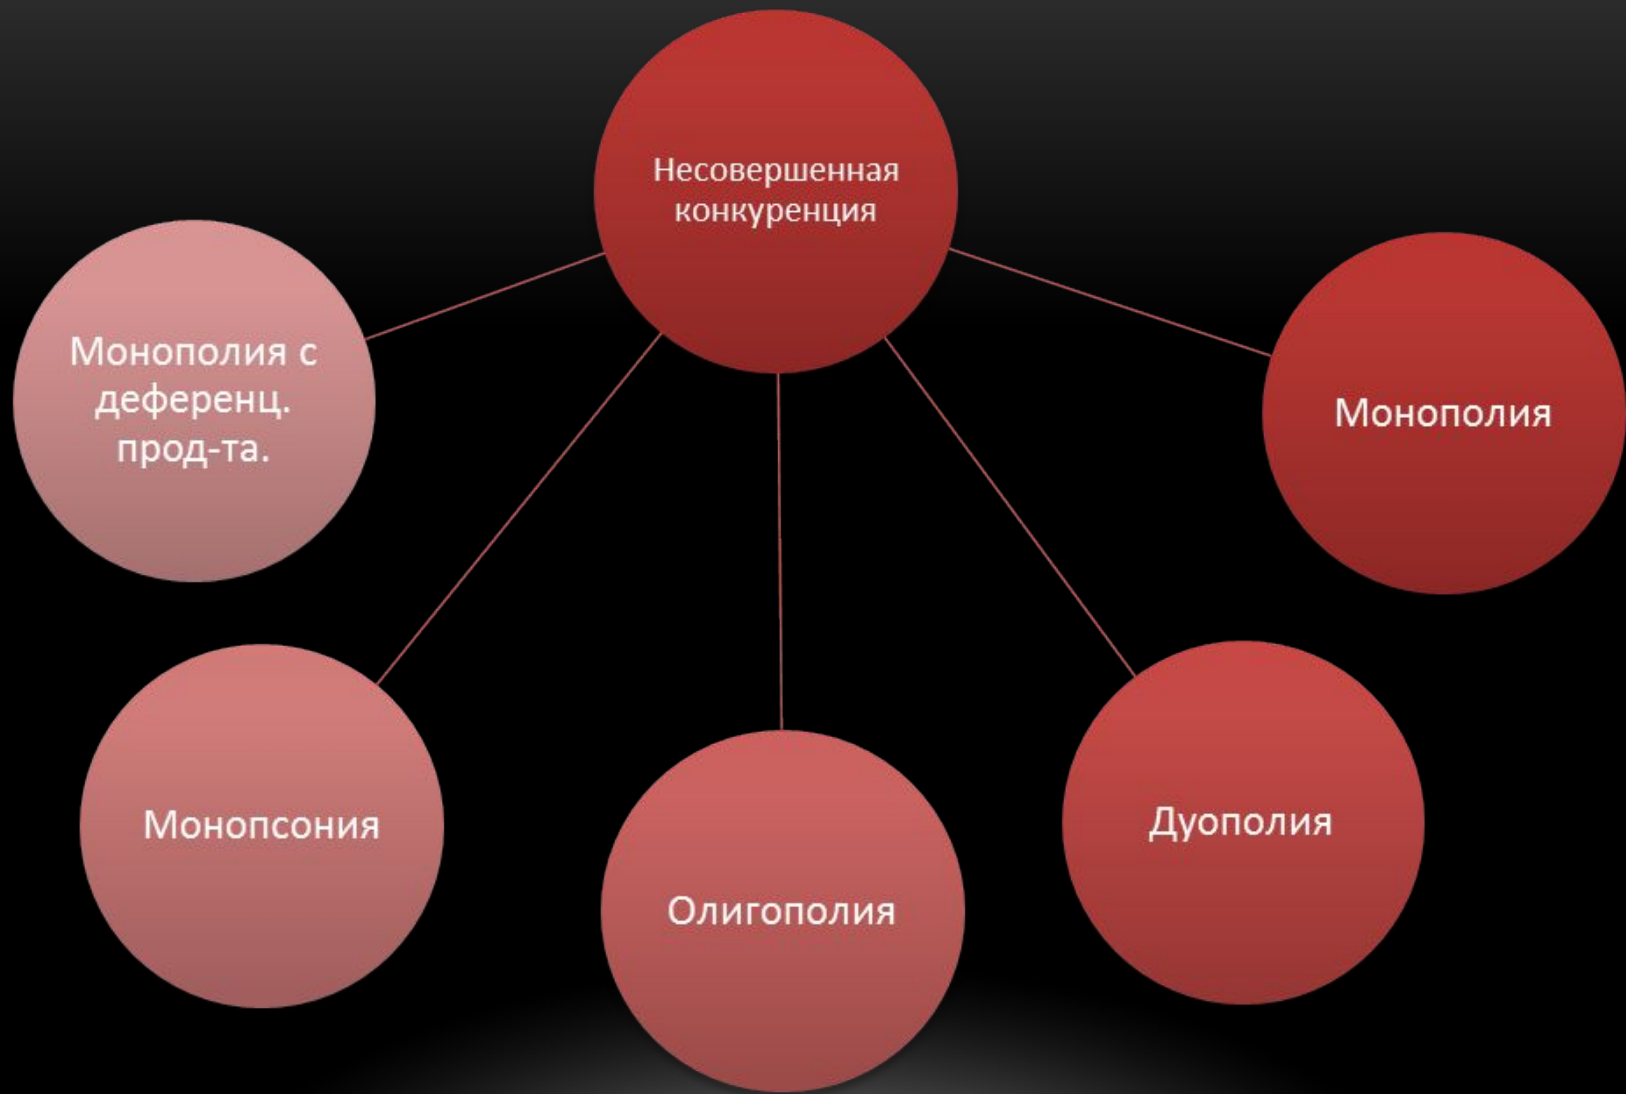 Несовершенная
конкуренция
Монополия с
деференц.
прод-та.
Монополия
Монопсония
Олигополия
Дуополия